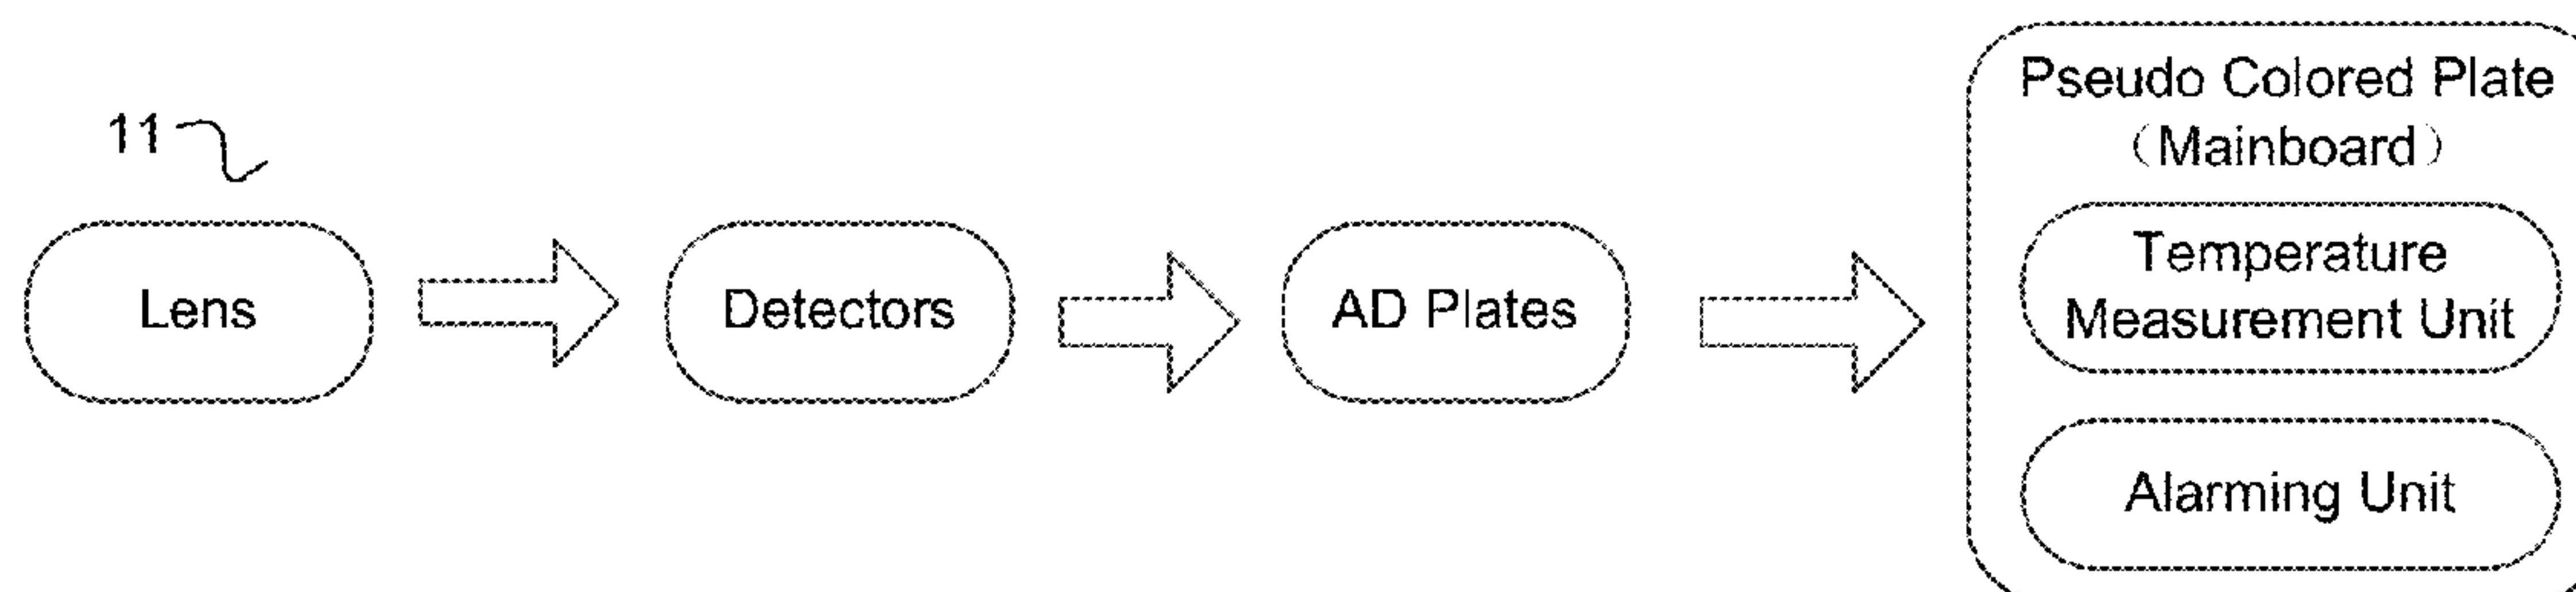 11
Lens
Detectors
AD Plates
Pseudo Colored Plate
（Mainboard）
Temperature
Measurement Unit
Alarming Unit